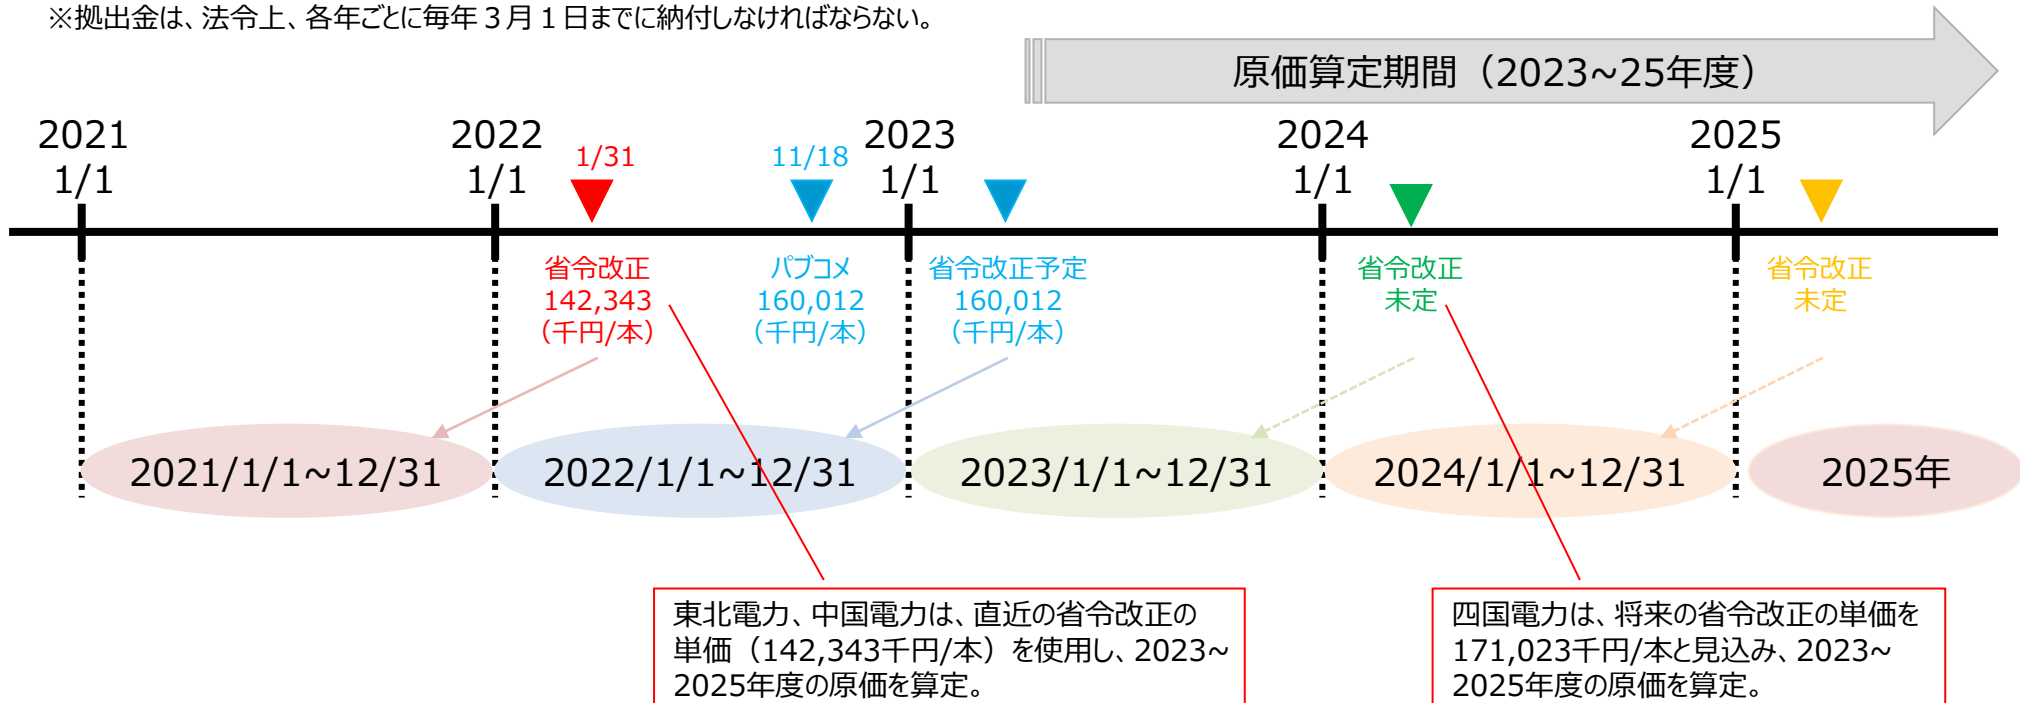 ※拠出金は、法令上、各年ごとに毎年３月１日までに納付しなければならない。
原価算定期間（2023~25年度）
2021
1/1
2022
1/1
1/31
11/18
2023
1/1
2024
1/1
2025
1/1
省令改正
142,343
（千円/本）
パブコメ
160,012
（千円/本）
省令改正予定
160,012
（千円/本）
省令改正
未定
省令改正
未定
2021/1/1~12/31
2022/1/1~12/31
2023/1/1~12/31
2024/1/1~12/31
2025年
東北電力、中国電力は、直近の省令改正の
単価（142,343千円/本）を使用し、2023~
2025年度の原価を算定。
四国電力は、将来の省令改正の単価を
171,023千円/本と見込み、2023~
2025年度の原価を算定。